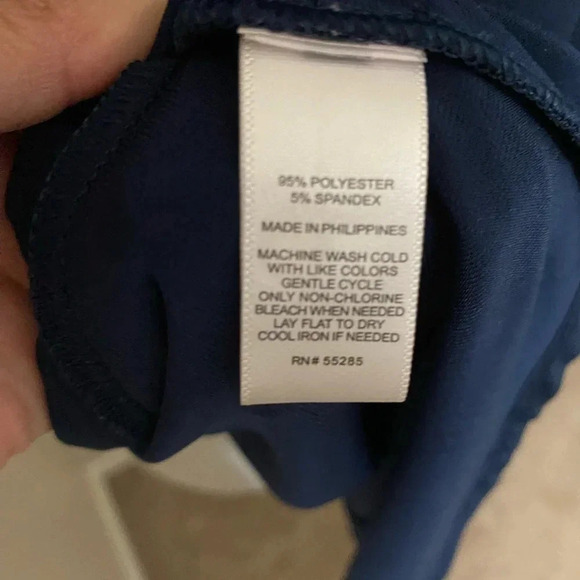 95% POLYESTER
5% SPANDEX
MADE IN PHILIPPINES
MACHINE WASH COLD
WITH LIKE COLORS
GENTLE CYCLE
ONLY NON-CHLORINE
BLEACH WHEN NEEDED
LAY FLAT TO DRY
COOL IRON IF NEEDED
RN# 55285